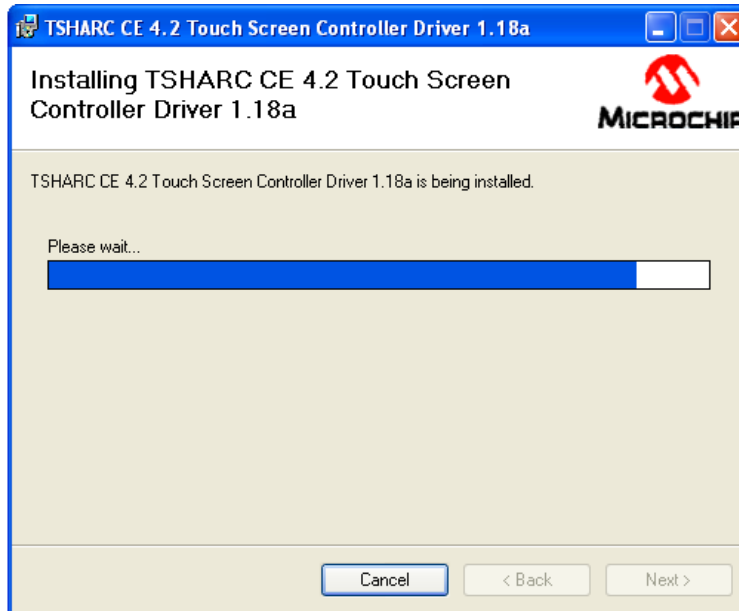 TSHARC CE 4.2 Touch Screen Controller Driver 1.18a
Installing TSHARC CE 4.2 Touch Screen
Controller Driver 1.18a
MICROCHIP
TSHARC CE 4.2 Touch Screen Controller Driver 1.18a is being installed.
Please wait...
Cancel
< Back
Next >